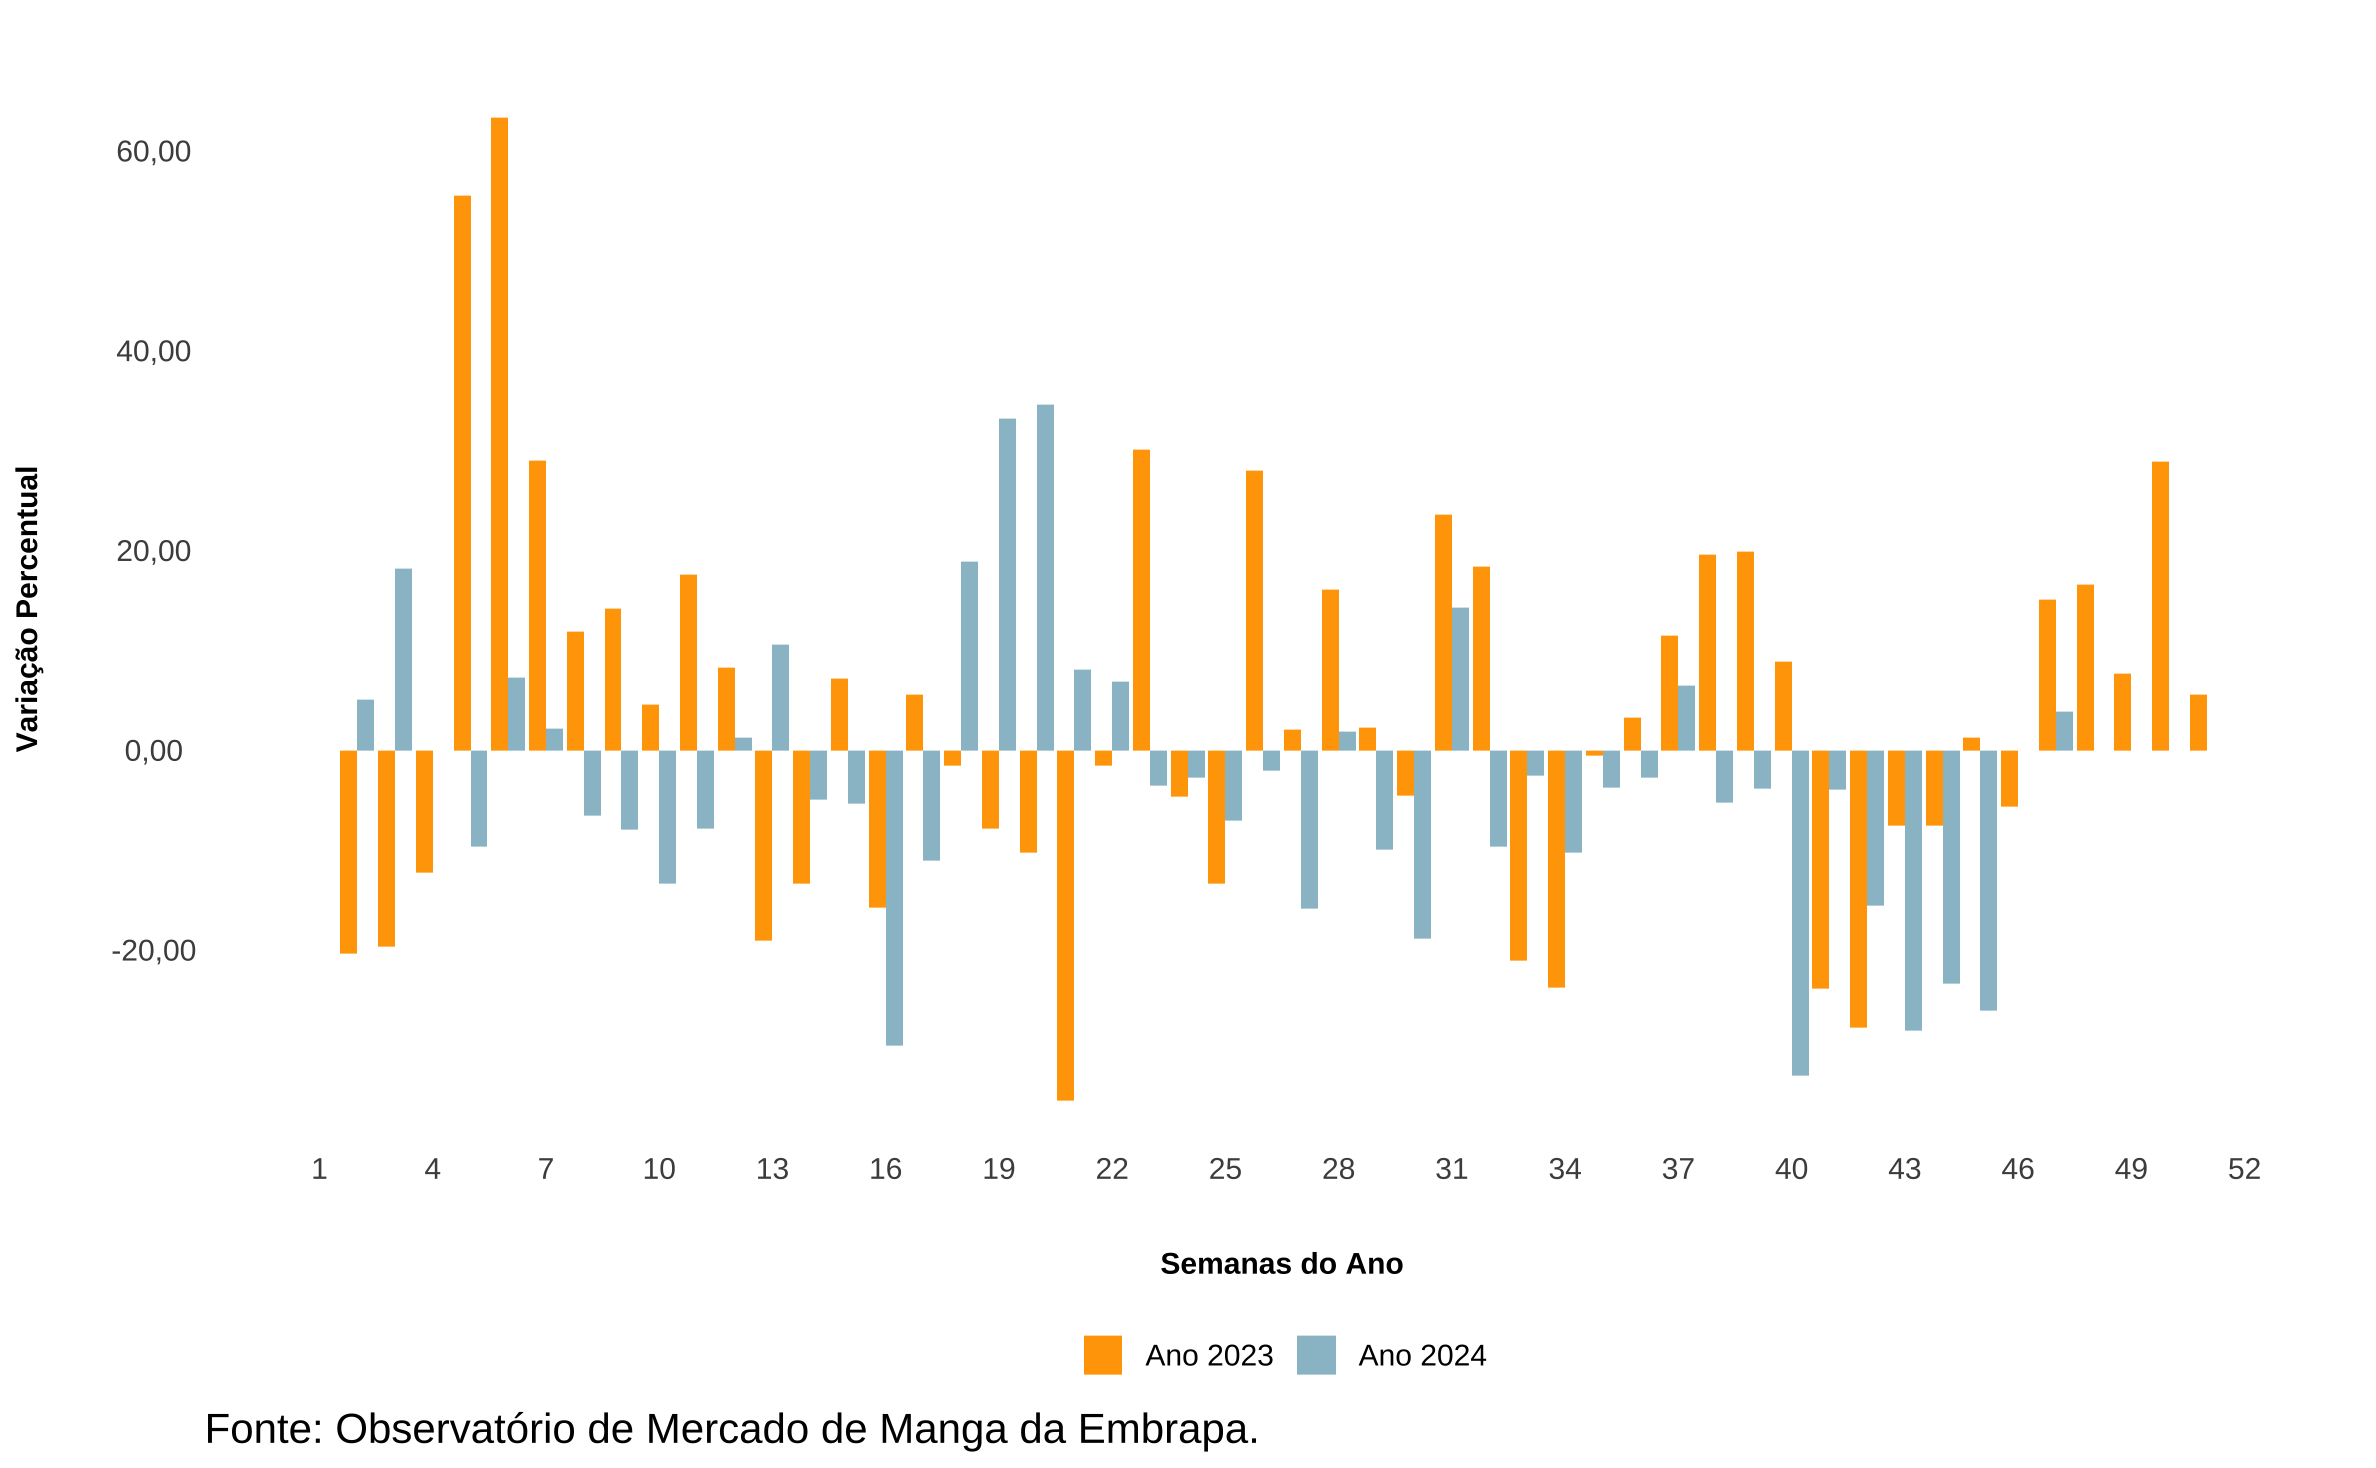 60,00
40,00
20,00
0,00
-20,00
Variação Percentual
1 4 7 10 13 16 19 22 25 28 31 34 37 40 43 46 49 52
Semanas do Ano
Ano 2023 Ano 2024
Fonte: Observatório de Mercado de Manga da Embrapa.